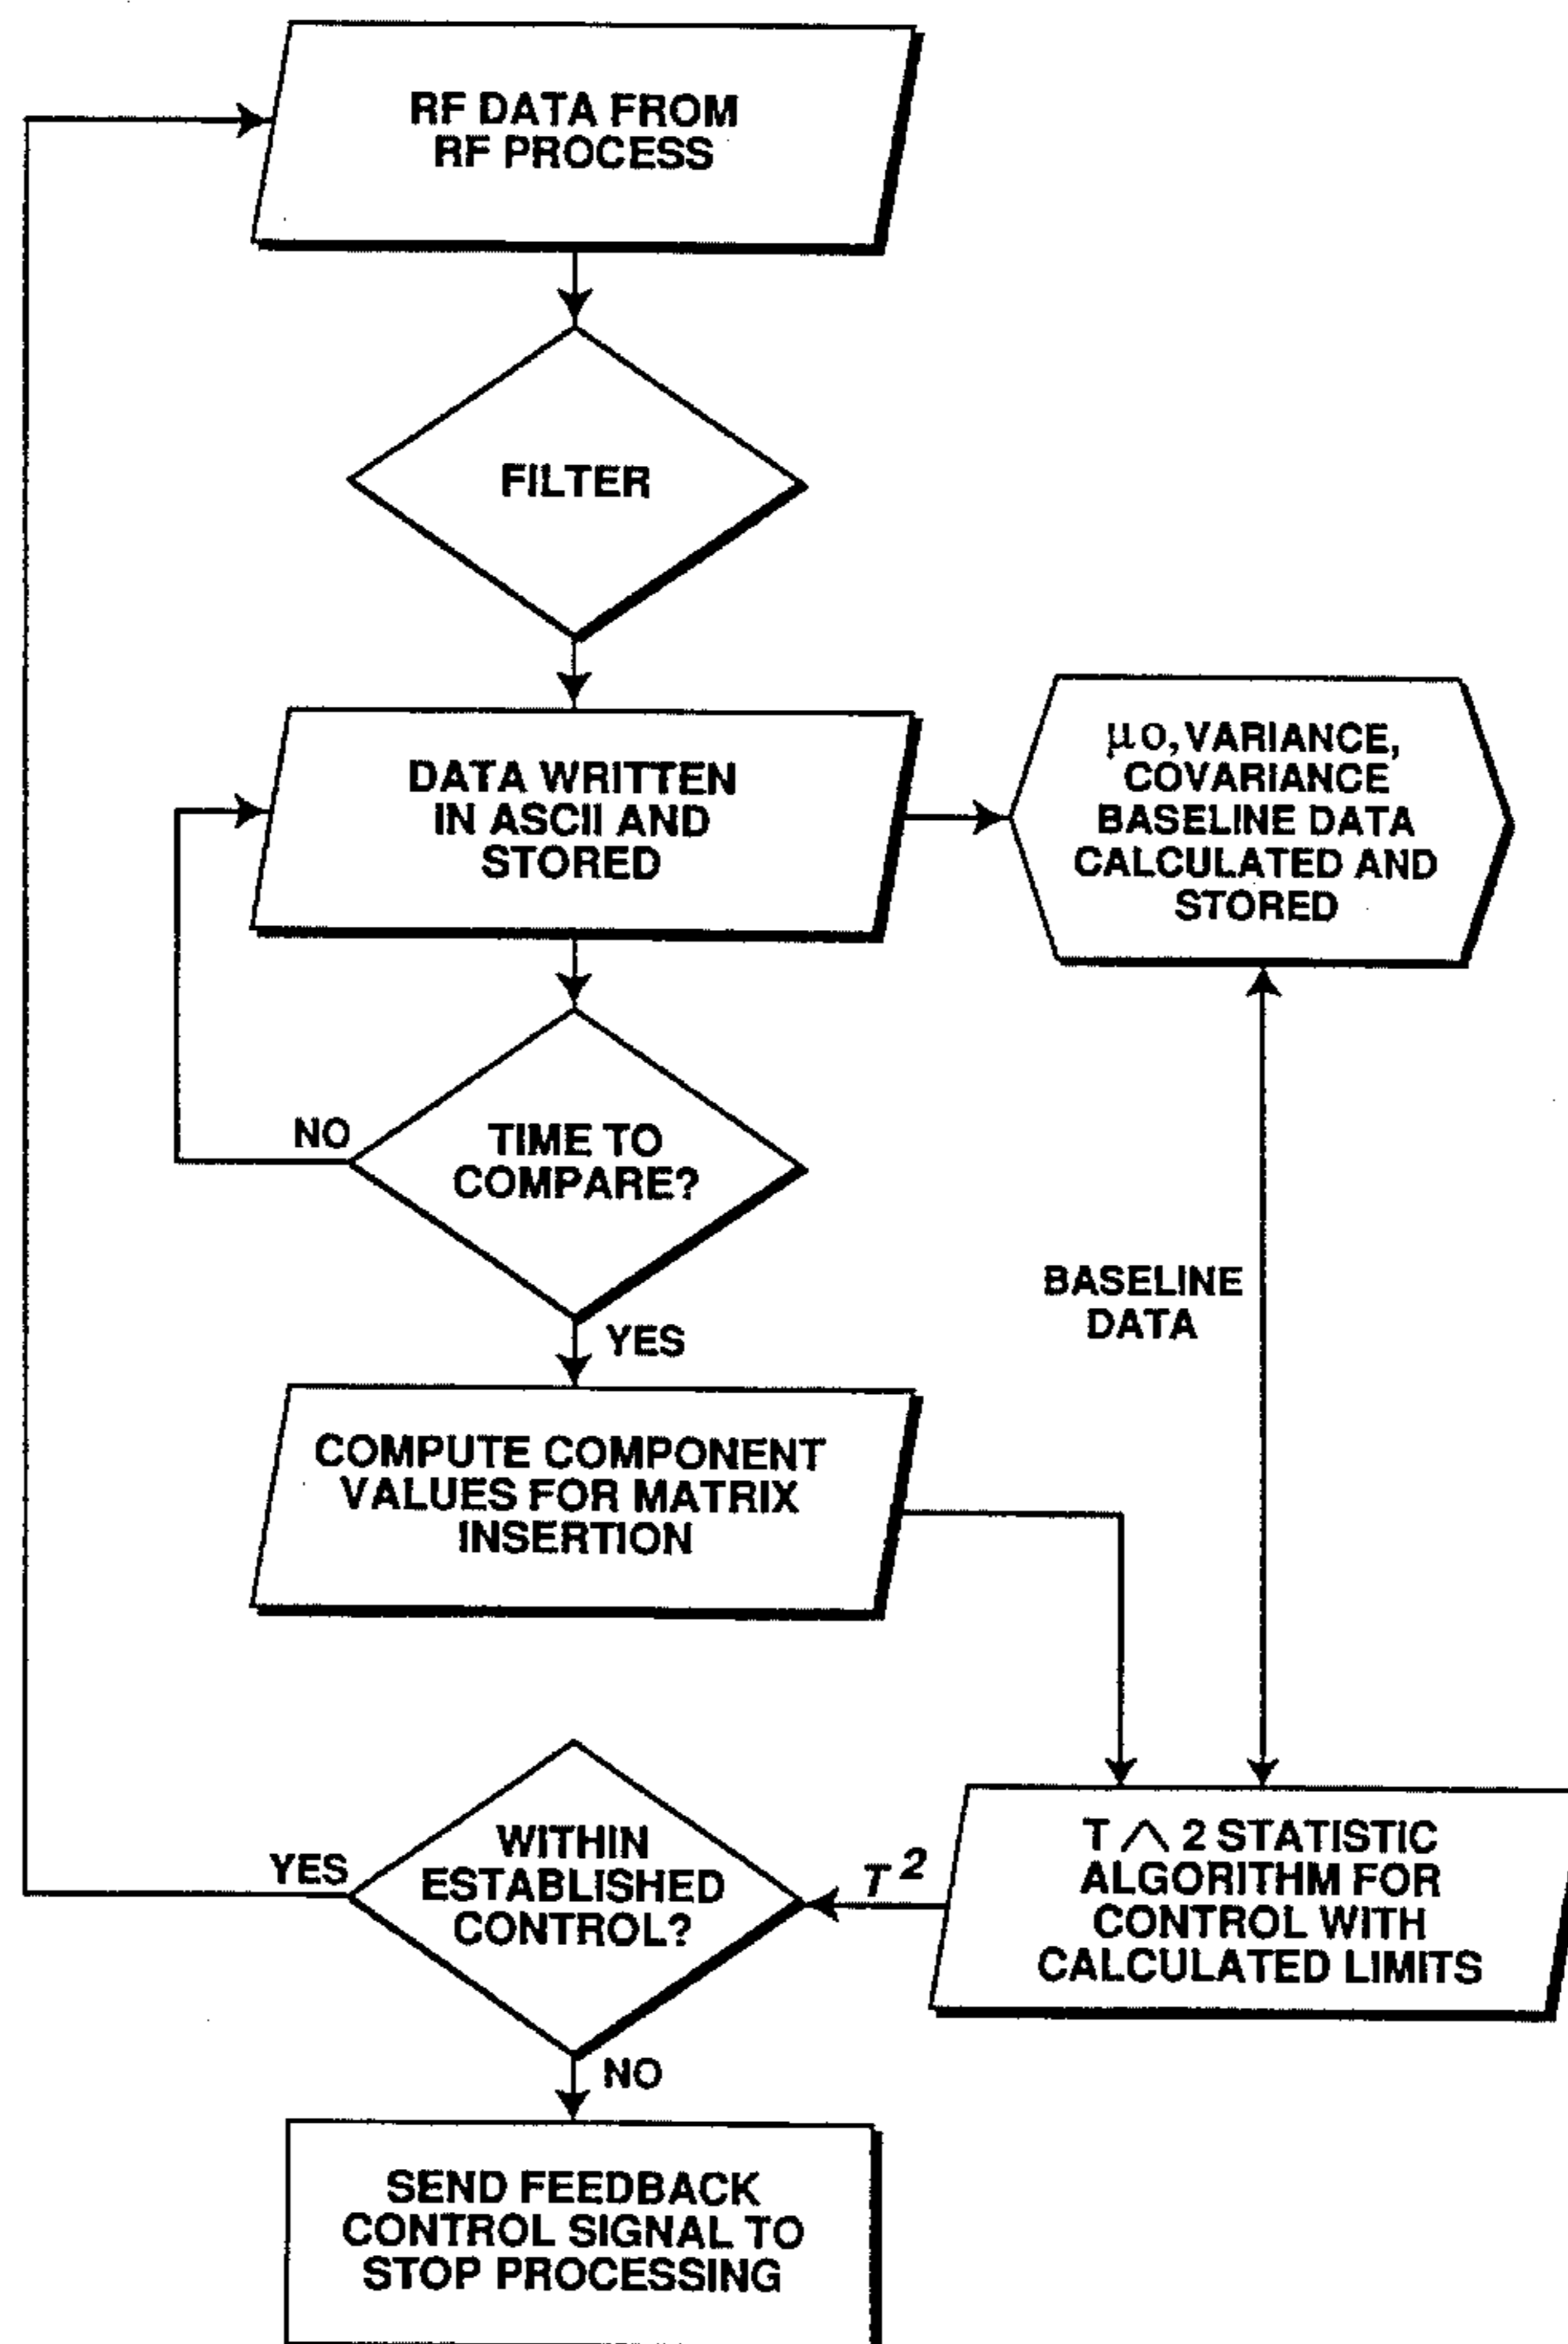 RF DATA FROM
RF PROCESS
FILTER
DATA WRITTEN
IN ASCII AND
STORED
μo, VARIANCE,
COVARIANCE
BASELINE DATA
CALCULATED AND
STORED
NO
TIME TO
COMPARE?
YES
BASELINE
DATA
COMPUTE COMPONENT
VALUES FOR MATRIX
INSERTION
T ∧ 2 STATISTIC
ALGORITHM FOR
CONTROL WITH
CALCULATED LIMITS
T²
WITHIN
ESTABLISHED
CONTROL?
YES
NO
SEND FEEDBACK
CONTROL SIGNAL TO
STOP PROCESSING